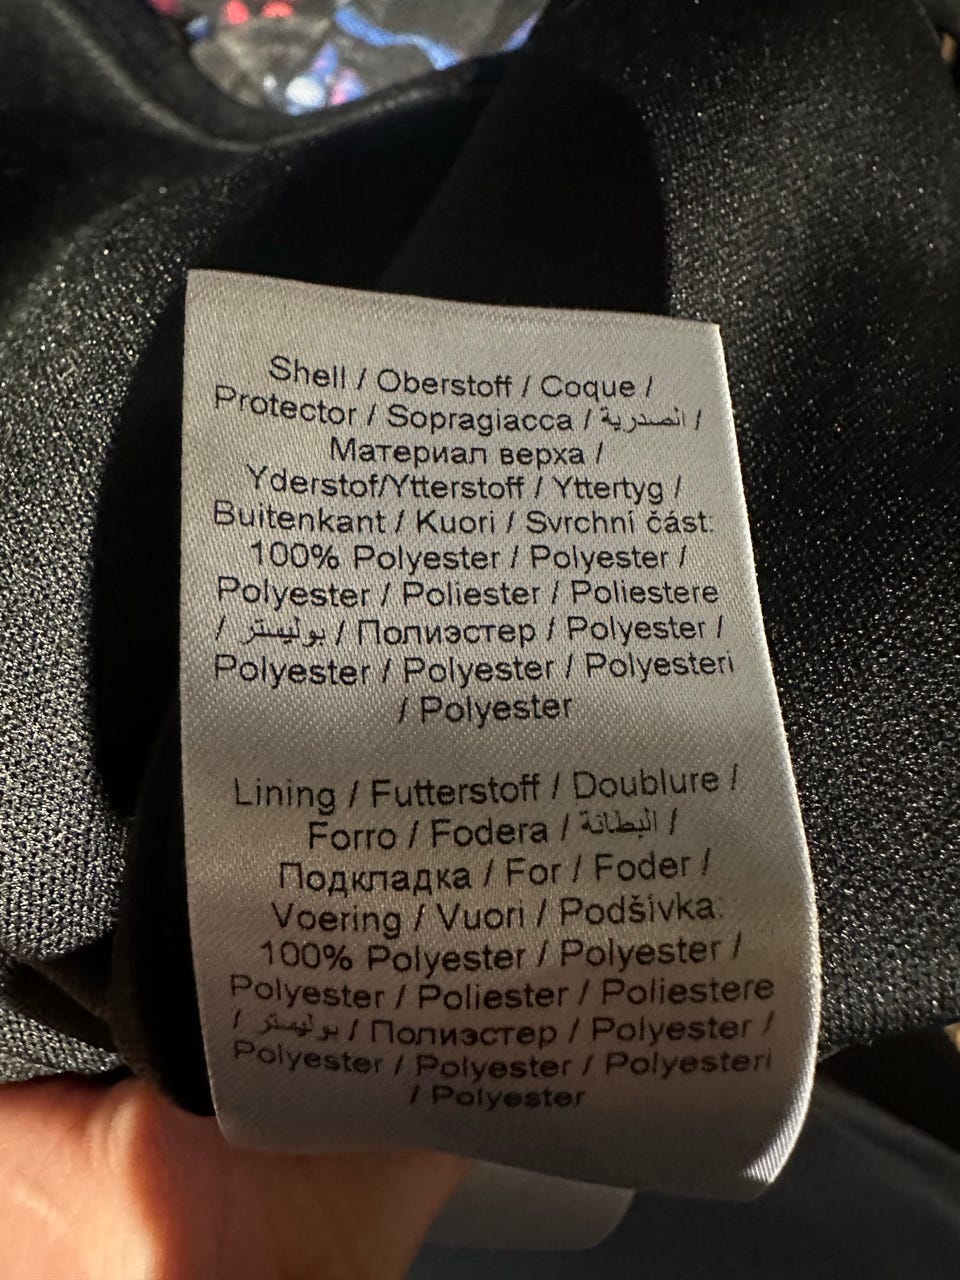 Shell / Oberstoff / Coque /
Protector / Sopragiacca / الصدرية /
Материал верха /
Yderstof/Ytterstoff / Yttertyg /
Buitenkant / Kuori / Svrchní část:
100% Polyester / Polyester /
Polyester / Poliester / Poliestere
/ بوليستر / Полиэстер / Polyester /
Polyester / Polyester / Polyesteri
/ Polyester
Lining / Futterstoff / Doublure /
Forro / Fodera / البطانة /
Подкладка / For / Foder /
Voering / Vuori / Podšívka:
100% Polyester / Polyester /
Polyester / Poliester / Poliestere
/ بوليستر / Полиэстер / Polyester /
Polyester / Polyester / Polyesteri
/ Polyester